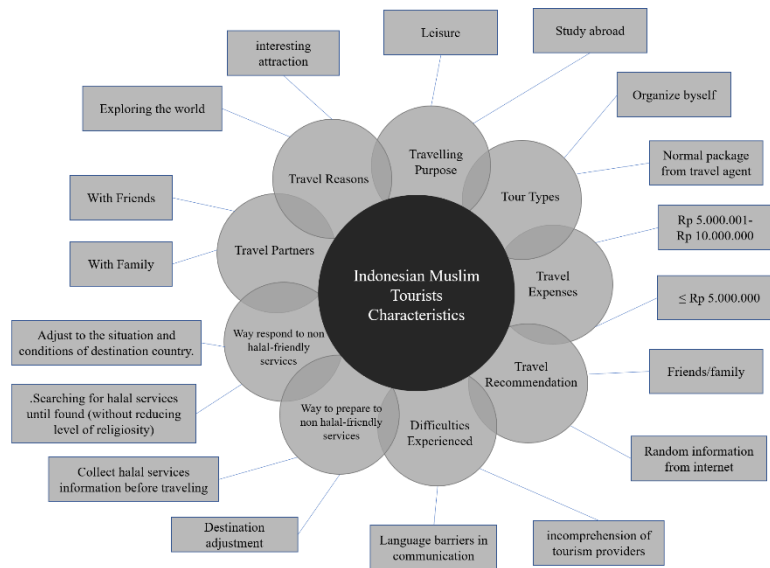 Leisure
Study abroad
interesting
attraction
Organize byself
Exploring the world
Travelling
Purpose
Normal package
from travel agent
Travel Reasons
Tour Types
With Friends
Rp 5.000.001-
Rp 10.000.000
Travel Partners
With Family
Indonesian Muslim
Tourists
Characteristics
Travel
Expenses
≤ Rp 5.000.000
Way respond to non
halal-friendly
services
Adjust to the situation and
conditions of destination country.
Travel
Recommendation
Friends/family
.Searching for halal services
until found (without reducing
level of religiosity)
Way to prepare to
non halal-friendly
services
Difficulties
Experienced
Random information
from internet
Collect halal services
information before traveling
Destination
adjustment
Language barriers in
communication
incomprehension of
tourism providers